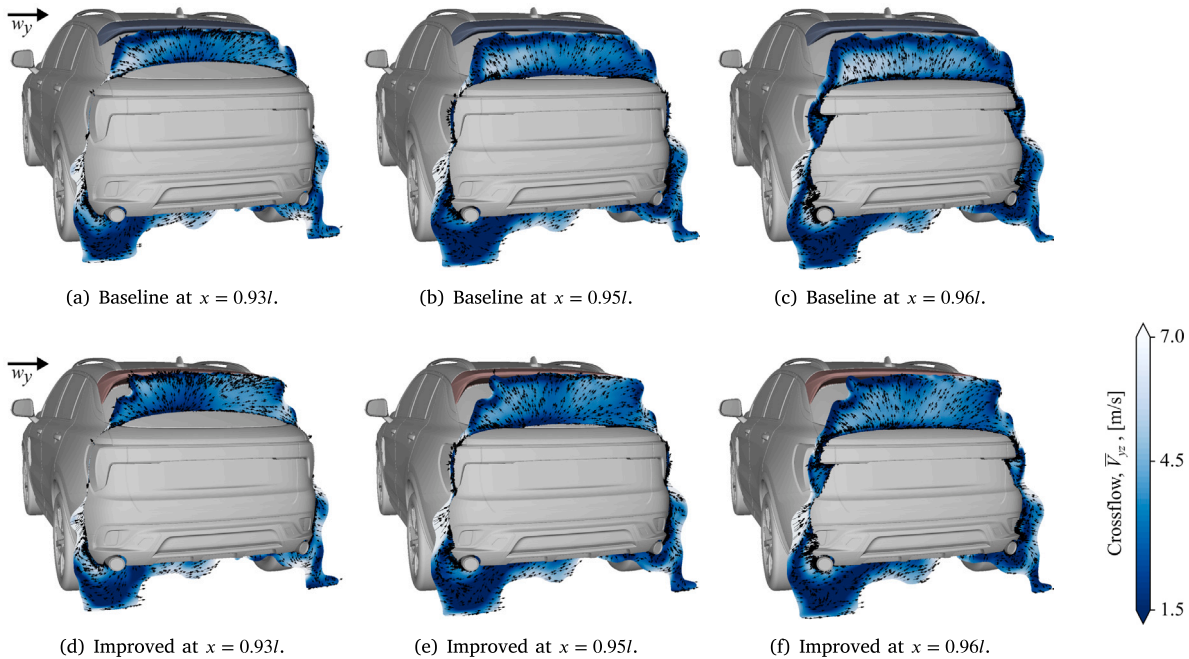 w_y
(a) Baseline at x = 0.93l.
(b) Baseline at x = 0.95l.
(c) Baseline at x = 0.96l.
w_y
(d) Improved at x = 0.93l.
(e) Improved at x = 0.95l.
(f) Improved at x = 0.96l.
7.0
4.5
1.5
Crossflow, V̅_yz, [m/s]